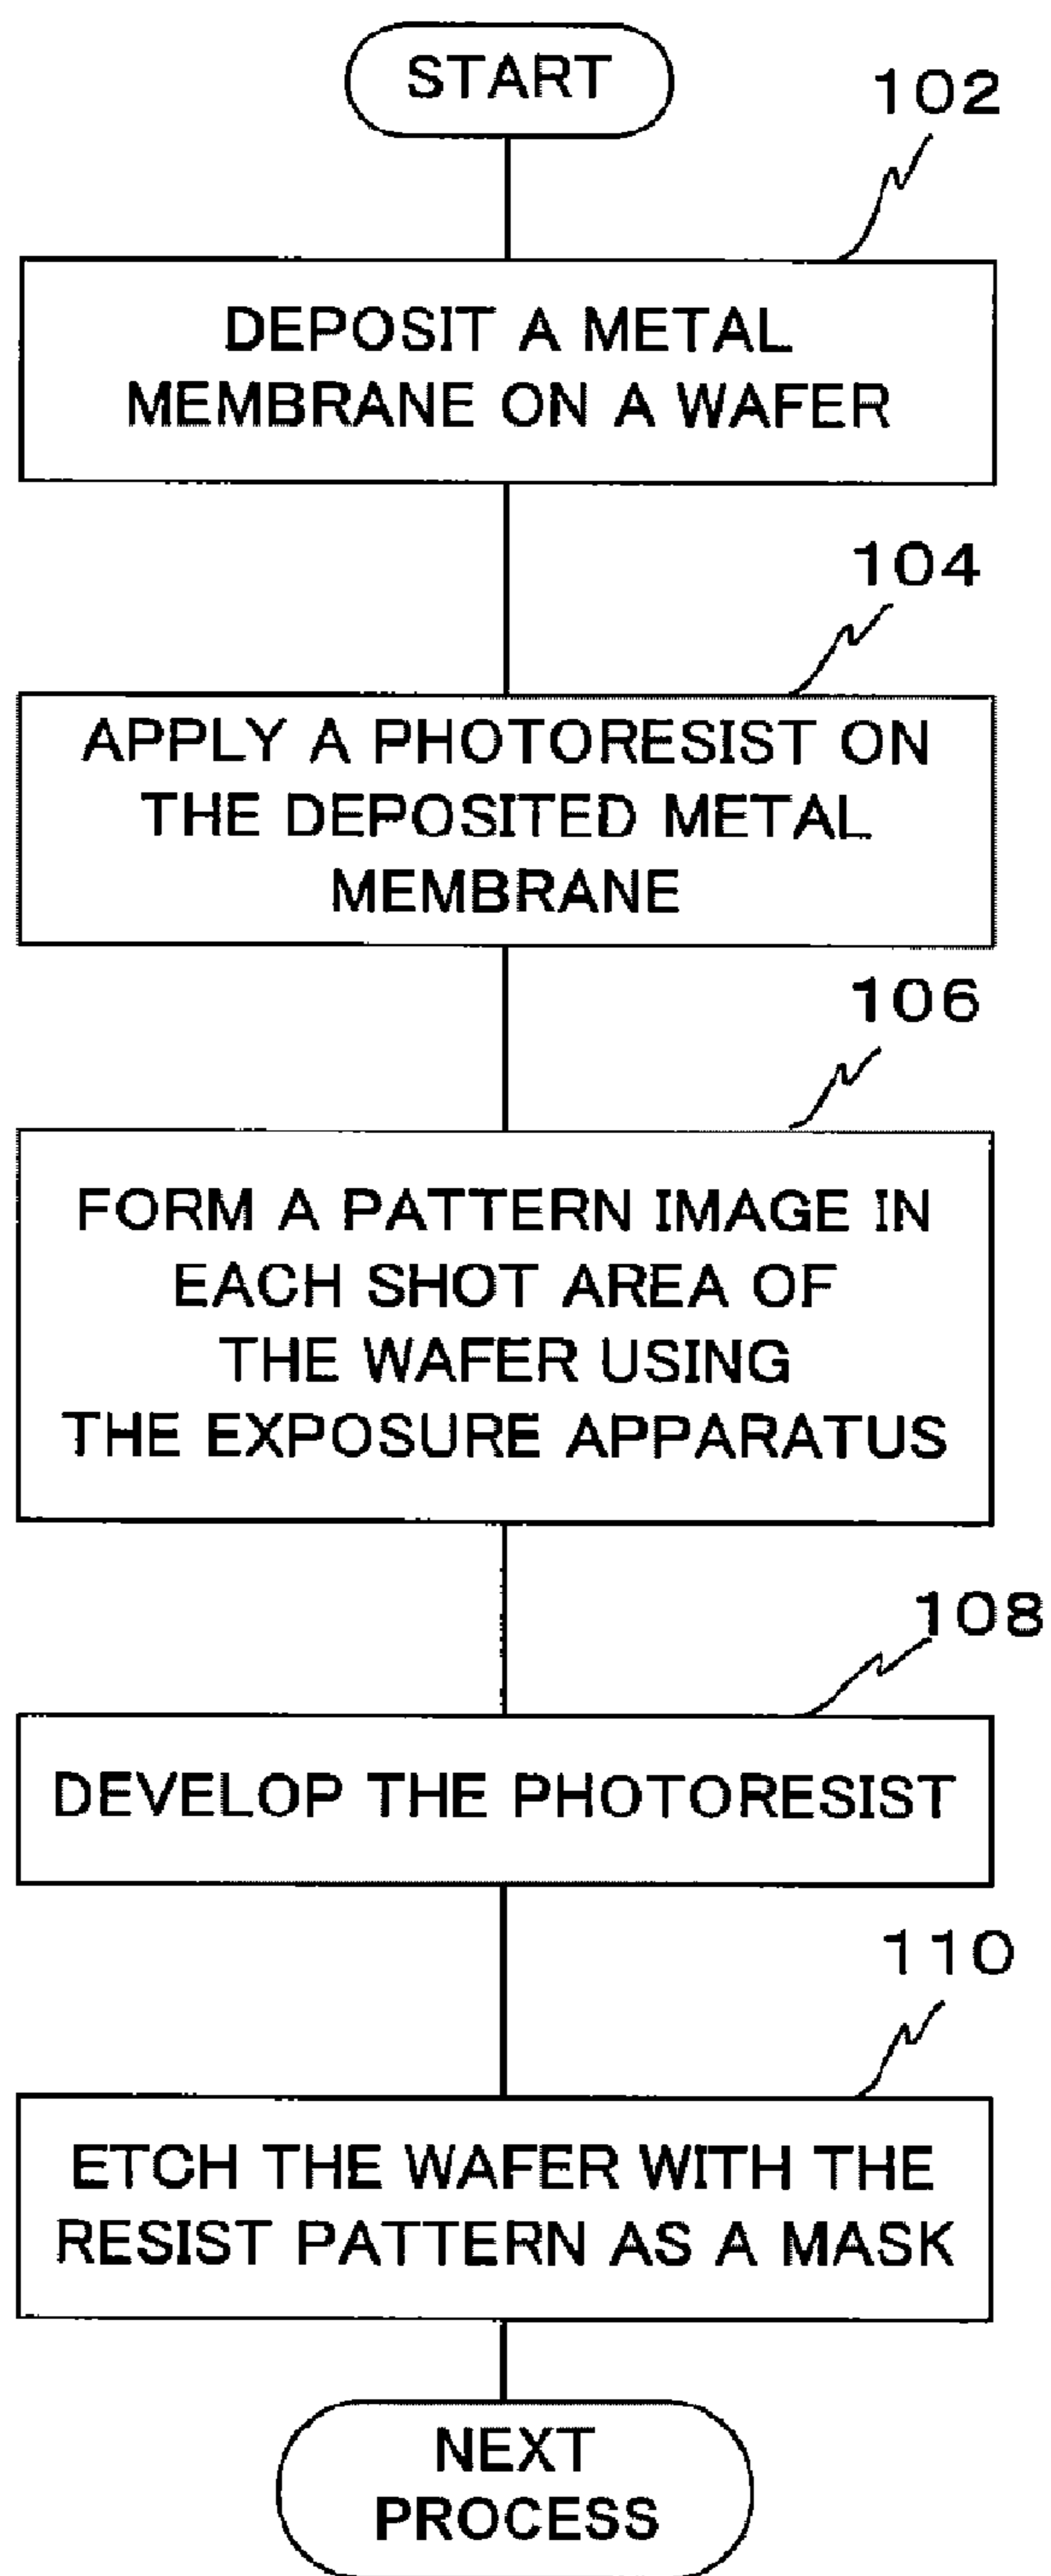 START
102
DEPOSIT A METAL
MEMBRANE ON A WAFER
104
APPLY A PHOTORESIST ON
THE DEPOSITED METAL
MEMBRANE
106
FORM A PATTERN IMAGE IN
EACH SHOT AREA OF
THE WAFER USING
THE EXPOSURE APPARATUS
108
DEVELOP THE PHOTORESIST
110
ETCH THE WAFER WITH THE
RESIST PATTERN AS A MASK
NEXT
PROCESS